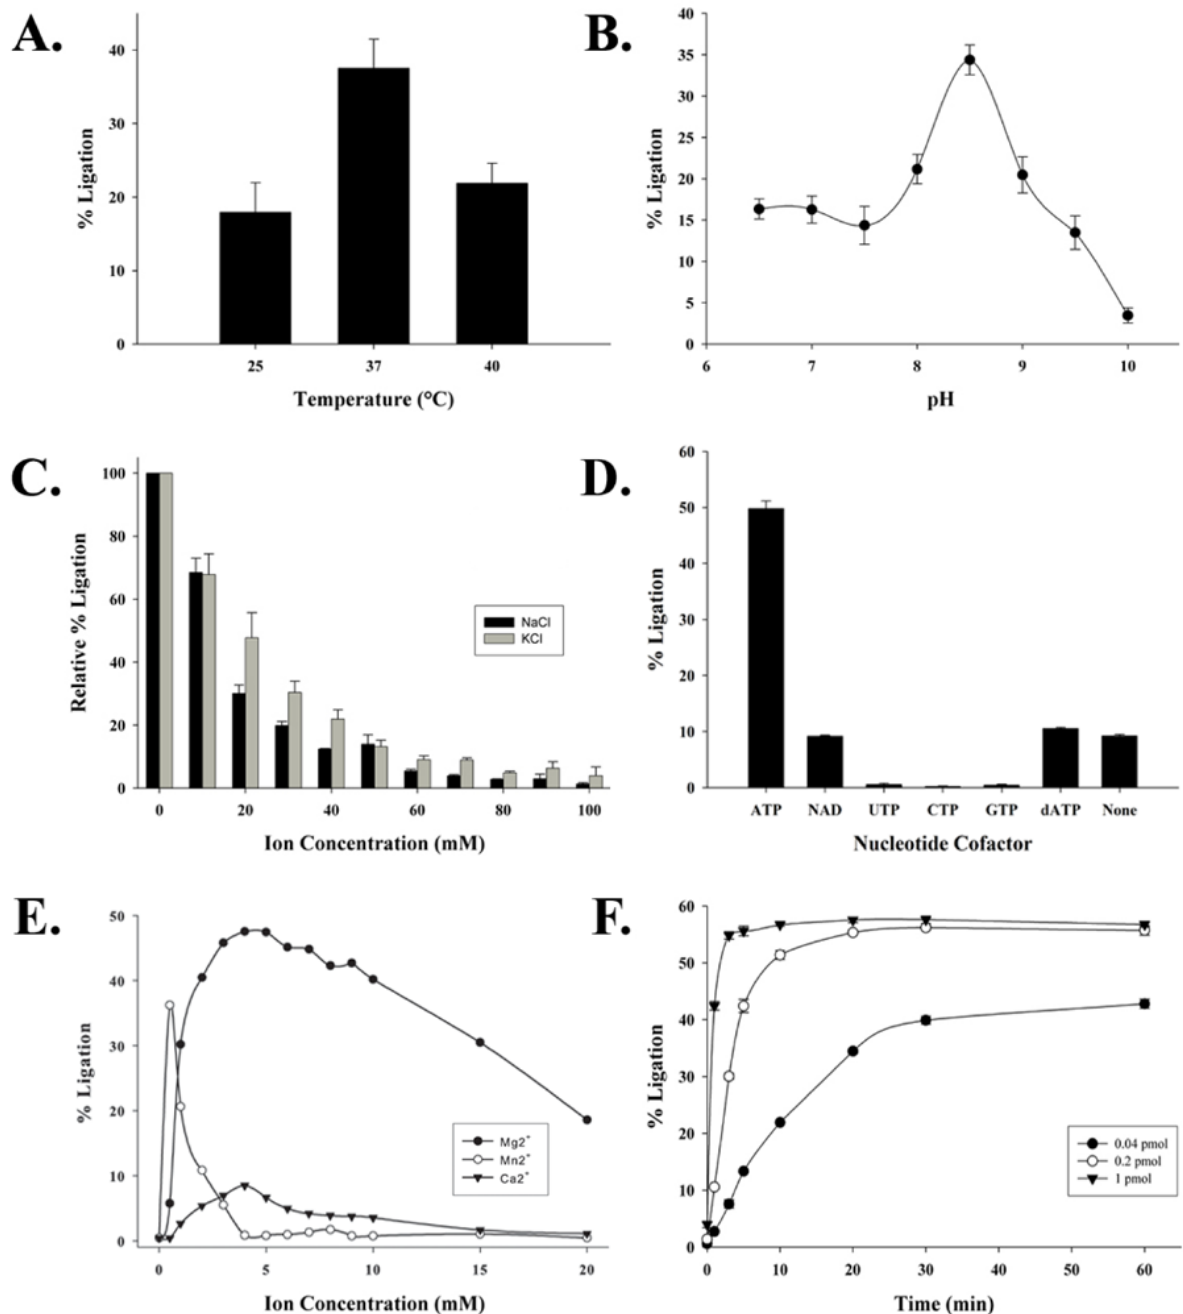 A.
% Ligation
40
30
20
10
0
25 37 40
Temperature (°C)
B.
% Ligation
40
35
30
25
20
15
10
5
0
6 7 8 9 10
pH
C.
Relative % Ligation
100
80
60
40
20
0
NaCl
KCl
0 20 40 60 80 100
Ion Concentration (mM)
D.
% Ligation
60
50
40
30
20
10
0
ATP NAD UTP CTP GTP dATP None
Nucleotide Cofactor
E.
% Ligation
50
40
30
20
10
0
Mg2+
Mn2+
Ca2+
0 5 10 15 20
Ion Concentration (mM)
F.
% Ligation
60
50
40
30
20
10
0
0.04 pmol
0.2 pmol
1 pmol
0 10 20 30 40 50 60
Time (min)